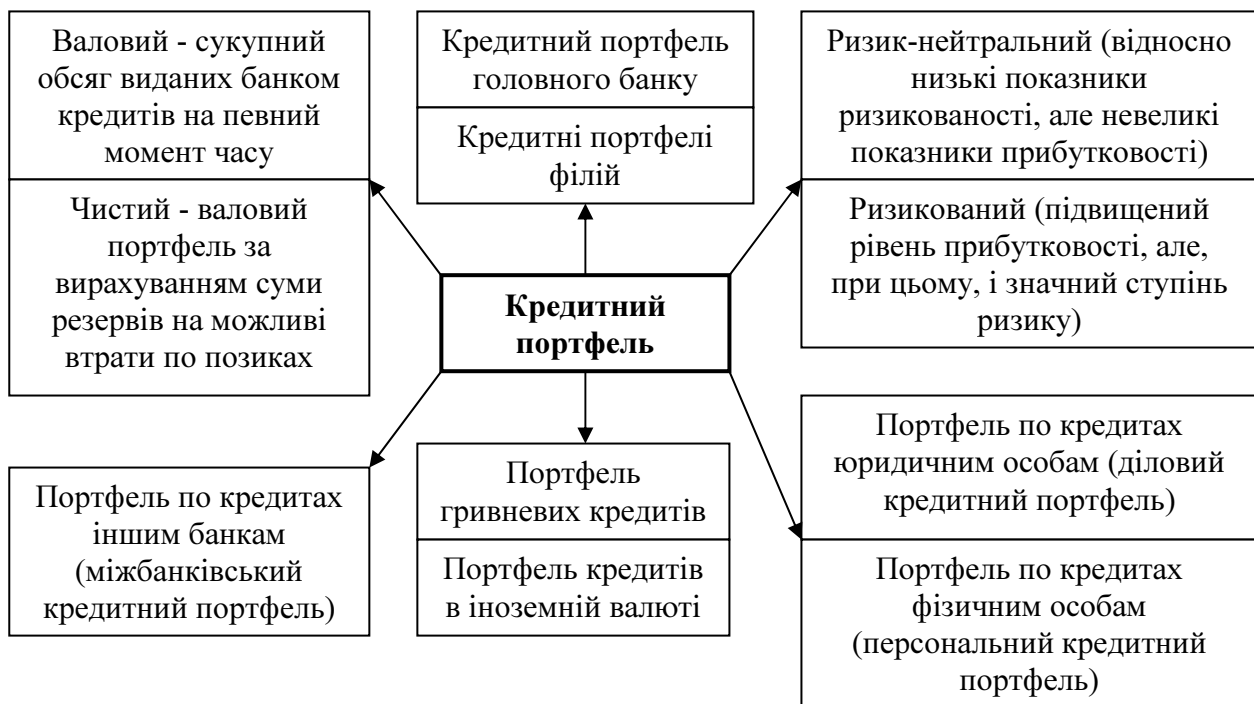 Валовий - сукупний
обсяг виданих банком
кредитів на певний
момент часу
Чистий - валовий
портфель за
вирахуванням суми
резервів на можливі
втрати по позиках
Кредитний портфель
головного банку
Кредитні портфелі
філій
Ризик-нейтральний (відносно
низькі показники
ризикованості, але невеликі
показники прибутковості)
Ризикований (підвищений
рівень прибутковості, але,
при цьому, і значний ступінь
ризику)
Кредитний
портфель
Портфель по кредитах
іншим банкам
(міжбанківський
кредитний портфель)
Портфель
гривневих кредитів
Портфель кредитів
в іноземній валюті
Портфель по кредитах
юридичним особам (діловий
кредитний портфель)
Портфель по кредитах
фізичним особам
(персональний кредитний
портфель)